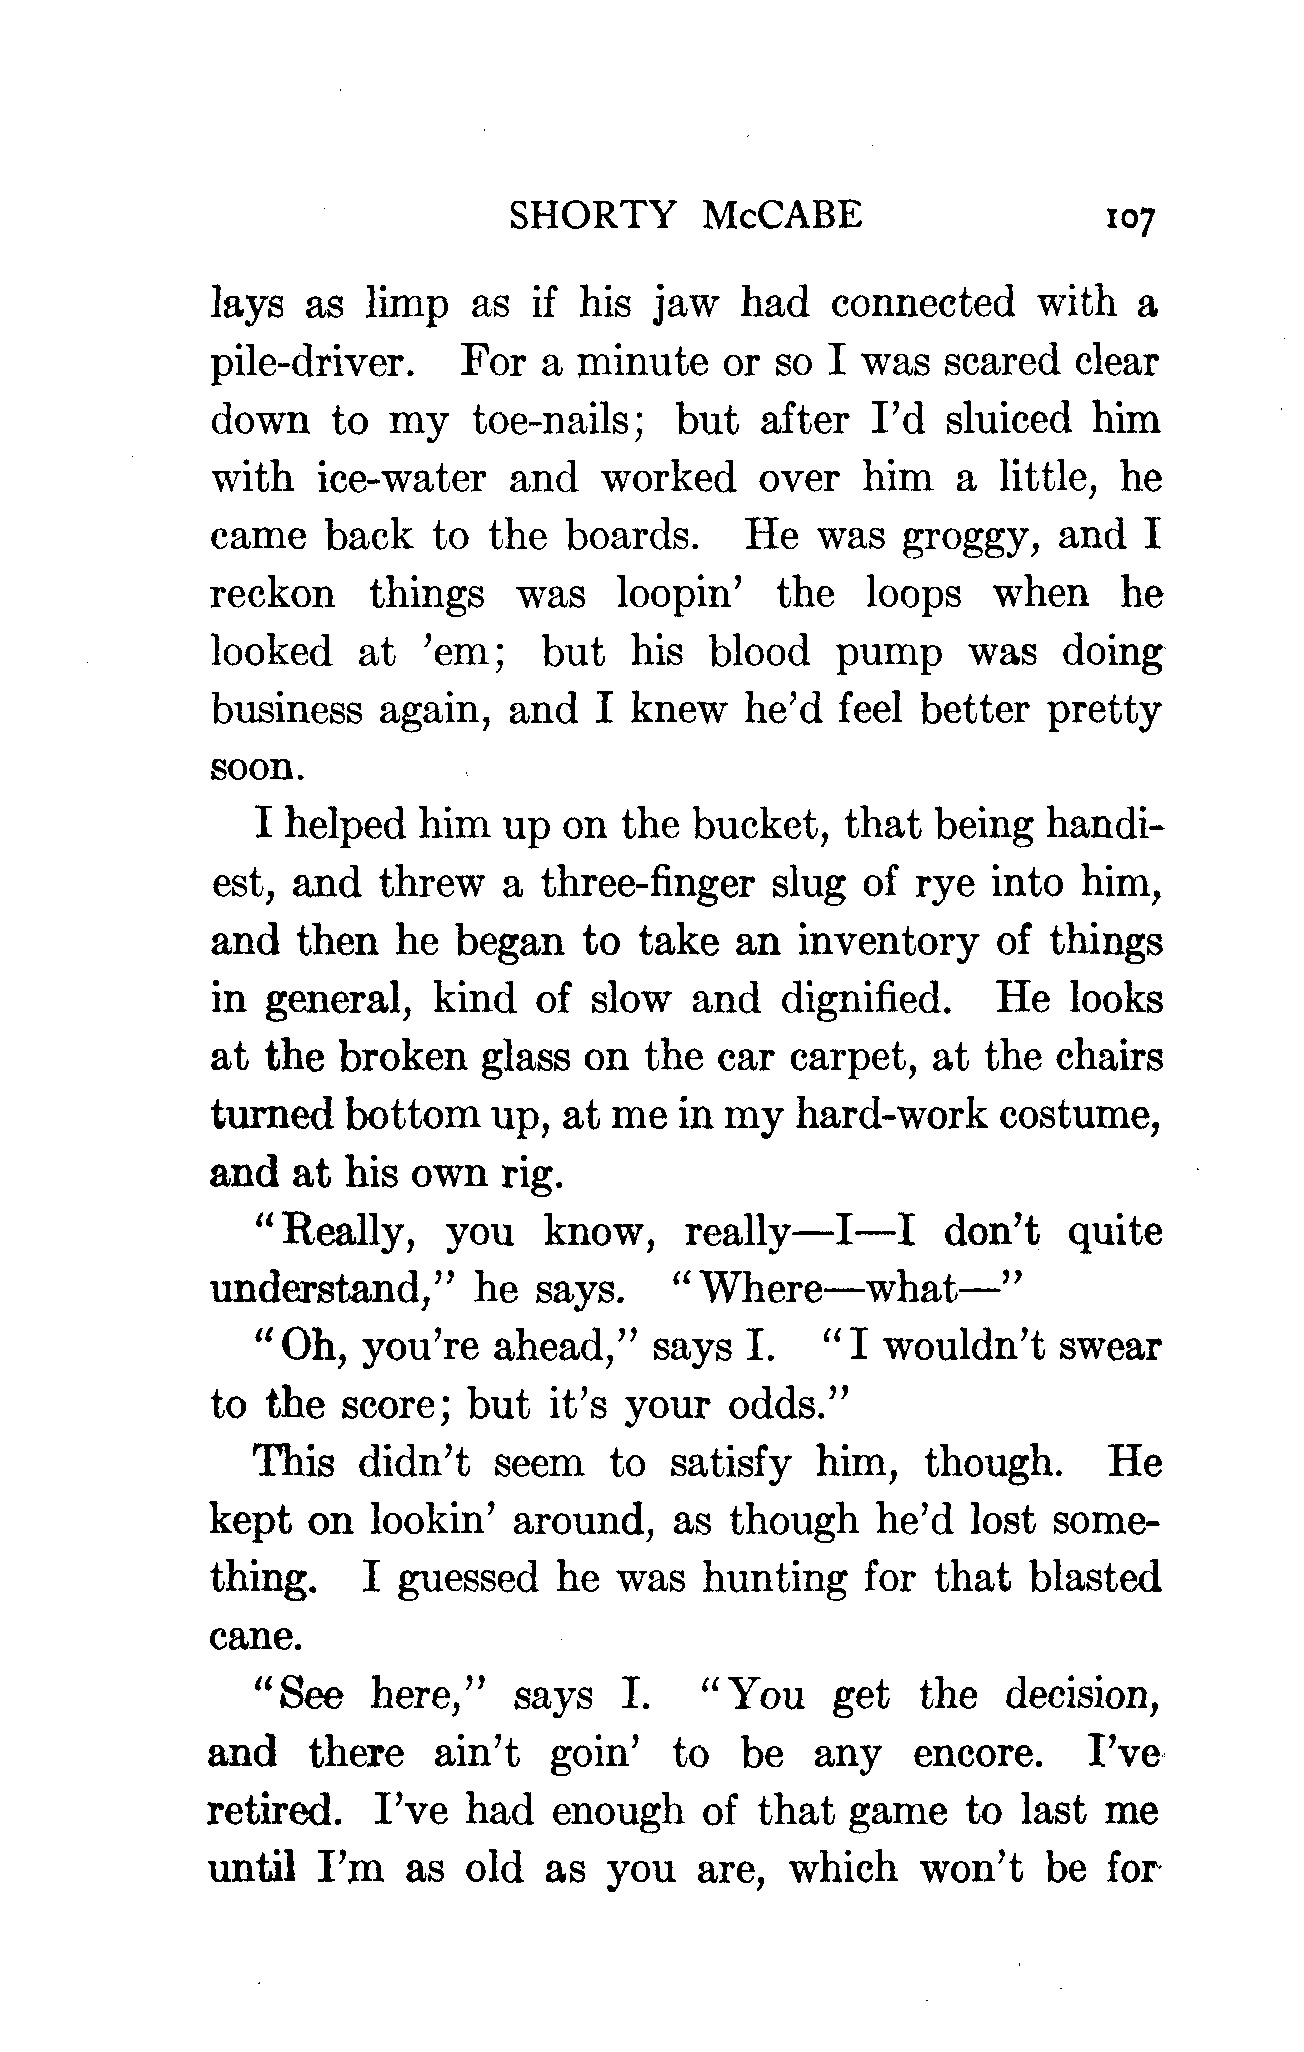 SHORTY McCABE 107
lays as limp as if his jaw had connected with a
pile-driver. For a minute or so I was scared clear
down to my toe-nails; but after I'd sluiced him
with ice-water and worked over him a little, he
came back to the boards. He was groggy, and I
reckon things was loopin' the loops when he
looked at 'em; but his blood pump was doing
business again, and I knew he'd feel better pretty
soon.
I helped him up on the bucket, that being handi-
est, and threw a three-finger slug of rye into him,
and then he began to take an inventory of things
in general, kind of slow and dignified. He looks
at the broken glass on the car carpet, at the chairs
turned bottom up, at me in my hard-work costume,
and at his own rig.
"Really, you know, really—I—I don't quite
understand," he says. "Where—what—"
"Oh, you're ahead," says I. "I wouldn't swear
to the score; but it's your odds."
This didn't seem to satisfy him, though. He
kept on lookin' around, as though he'd lost some-
thing. I guessed he was hunting for that blasted
cane.
"See here," says I. "You get the decision,
and there ain't goin' to be any encore. I've
retired. I've had enough of that game to last me
until I'm as old as you are, which won't be for